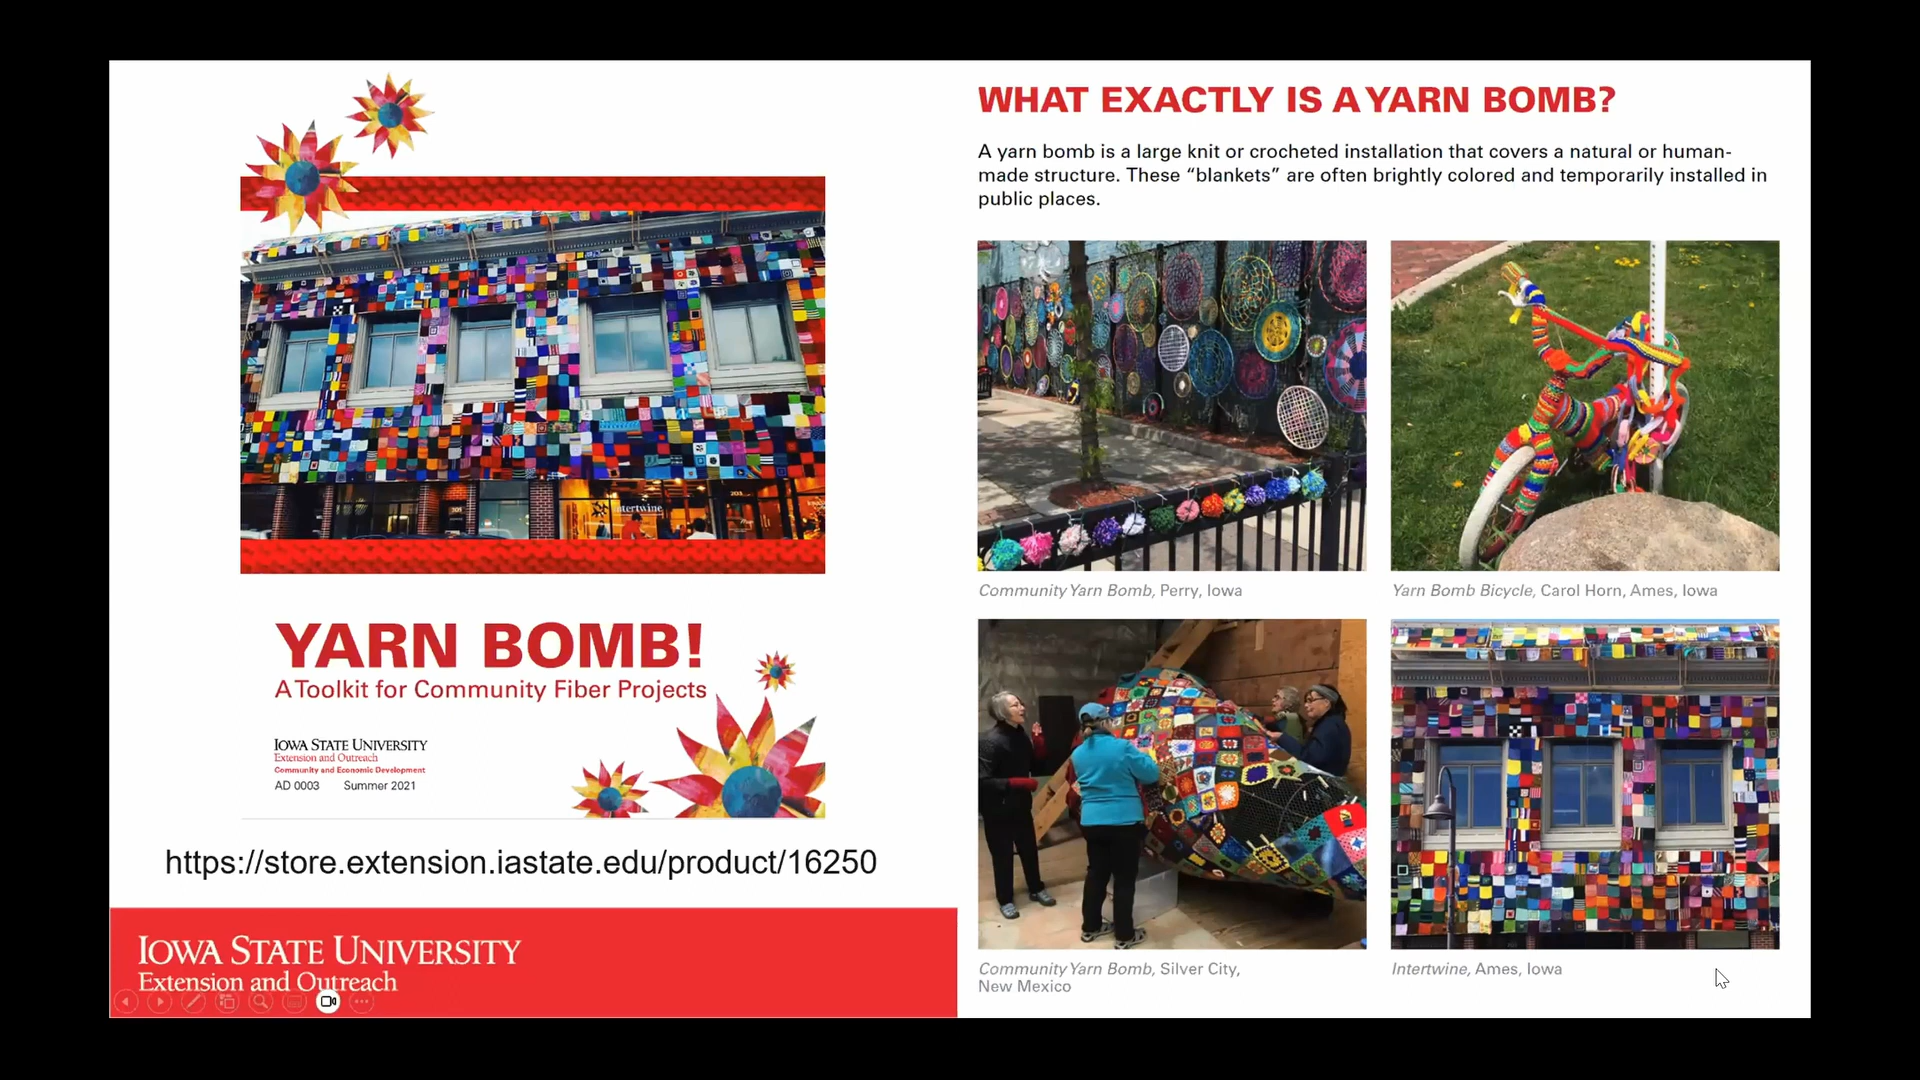 YARN BOMB!
A Toolkit for Community Fiber Projects
IOWA STATE UNIVERSITY
Extension and Outreach
Community and Economic Development
AD 0003 Summer 2021
https://store.extension.iastate.edu/product/16250
IOWA STATE UNIVERSITY
Extension and Outreach
WHAT EXACTLY IS A YARN BOMB?
A yarn bomb is a large knit or crocheted installation that covers a natural or human-
made structure. These “blankets” are often brightly colored and temporarily installed in
public places.
Community Yarn Bomb, Perry, Iowa
Yarn Bomb Bicycle, Carol Horn, Ames, Iowa
Community Yarn Bomb, Silver City,
New Mexico
Intertwine, Ames, Iowa